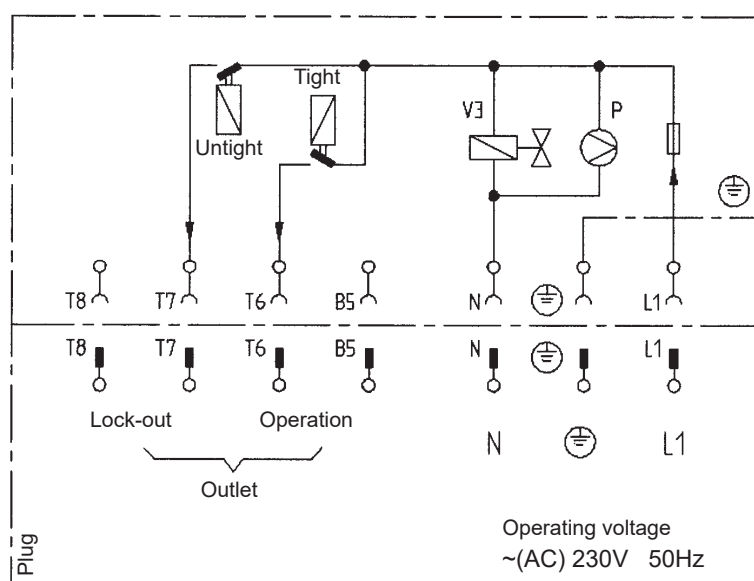 Tight
Untight
V3
P
T8 T7 T6 B5 N L1
T8 T7 T6 B5 N L1
Lock-out Operation
N L1
Outlet
Operating voltage
~(AC) 230V 50Hz
Plug